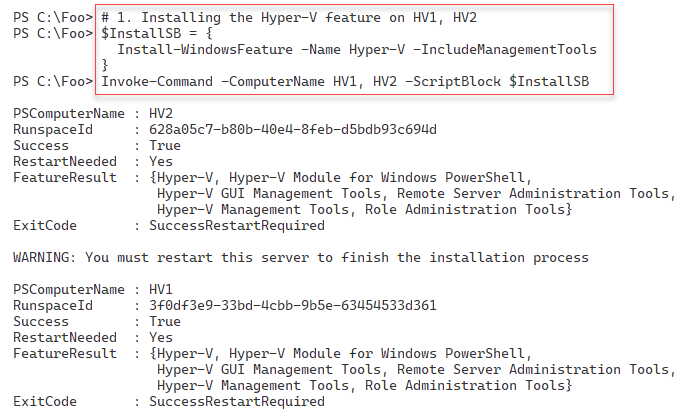 PS C:\Foo> # 1. Installing the Hyper-V feature on HV1, HV2
PS C:\Foo> $InstallSB = {
  Install-WindowsFeature -Name Hyper-V -IncludeManagementTools
}
PS C:\Foo> Invoke-Command -ComputerName HV1, HV2 -ScriptBlock $InstallSB

PSComputerName : HV2
RunspaceId     : 628a05c7-b80b-40e4-8feb-d5bdb93c694d
Success        : True
RestartNeeded  : Yes
FeatureResult  : {Hyper-V, Hyper-V Module for Windows PowerShell,
                  Hyper-V GUI Management Tools, Remote Server Administration Tools,
                  Hyper-V Management Tools, Role Administration Tools}
ExitCode       : SuccessRestartRequired

WARNING: You must restart this server to finish the installation process

PSComputerName : HV1
RunspaceId     : 3f0df3e9-33bd-4cbb-9b5e-63454533d361
Success        : True
RestartNeeded  : Yes
FeatureResult  : {Hyper-V, Hyper-V Module for Windows PowerShell,
                  Hyper-V GUI Management Tools, Remote Server Administration Tools,
                  Hyper-V Management Tools, Role Administration Tools}
ExitCode       : SuccessRestartRequired